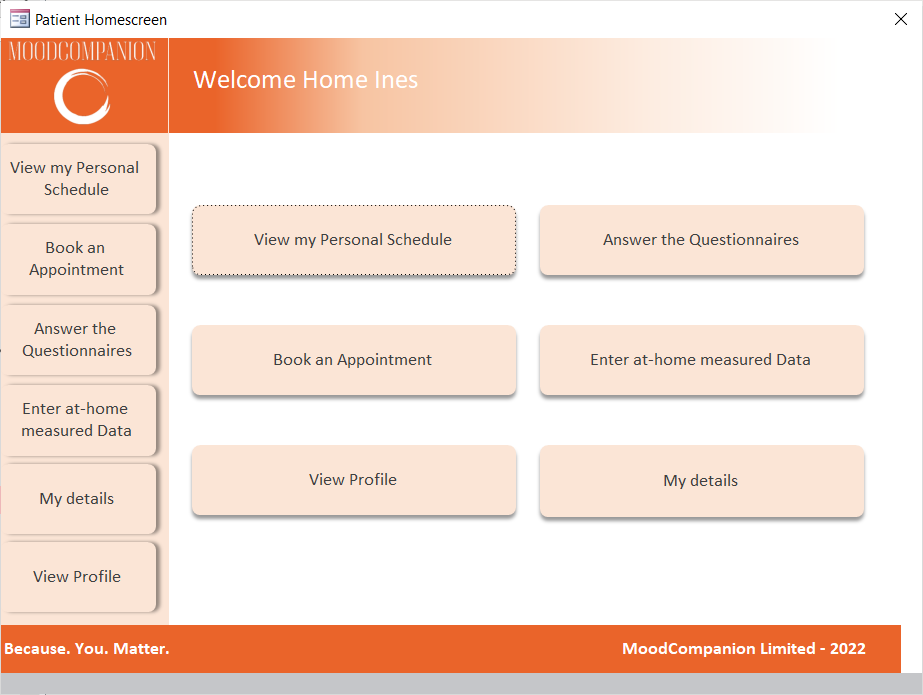 Patient Homescreen
MOODCOMPANION
Welcome Home Ines
View my Personal
Schedule
Book an
Appointment
Answer the
Questionnaires
Enter at-home
measured Data
My details
View Profile
View my Personal Schedule
Answer the Questionnaires
Book an Appointment
Enter at-home measured Data
View Profile
My details
Because. You. Matter.
MoodCompanion Limited - 2022